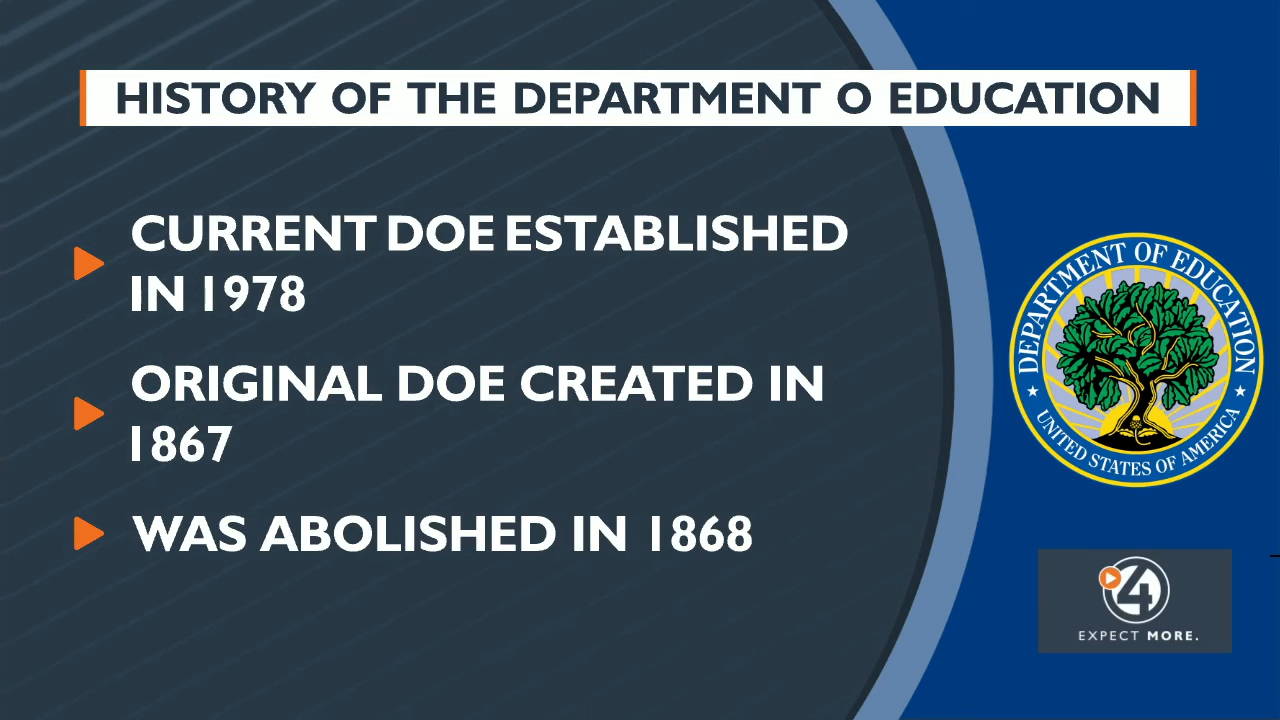 HISTORY OF THE DEPARTMENT O EDUCATION
CURRENT DOE ESTABLISHED
IN 1978
ORIGINAL DOE CREATED IN
1867
WAS ABOLISHED IN 1868
DEPARTMENT OF EDUCATION
UNITED STATES OF AMERICA
4
EXPECT MORE.